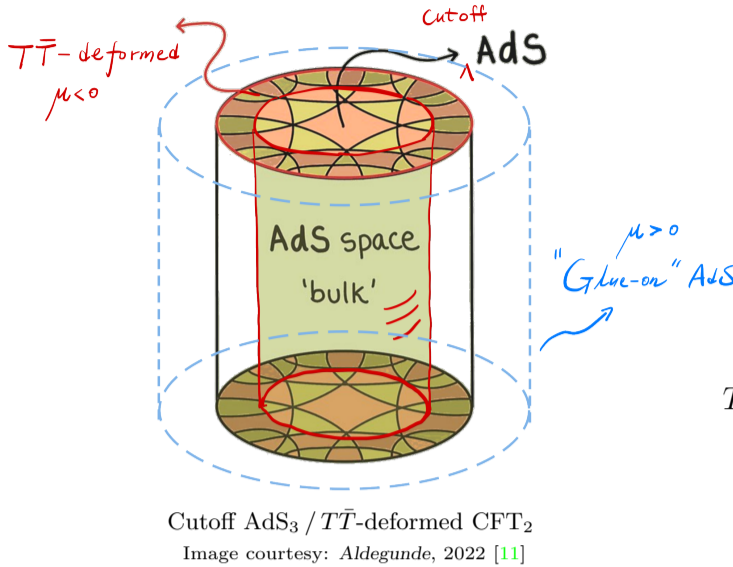 Cutoff
TT̄-deformed
μ<0
^ AdS
AdS space
'bulk'
μ>0
"Glue-on" AdS
T
Cutoff AdS₃ / TT̄-deformed CFT₂
Image courtesy: Aldegunde, 2022 [11]